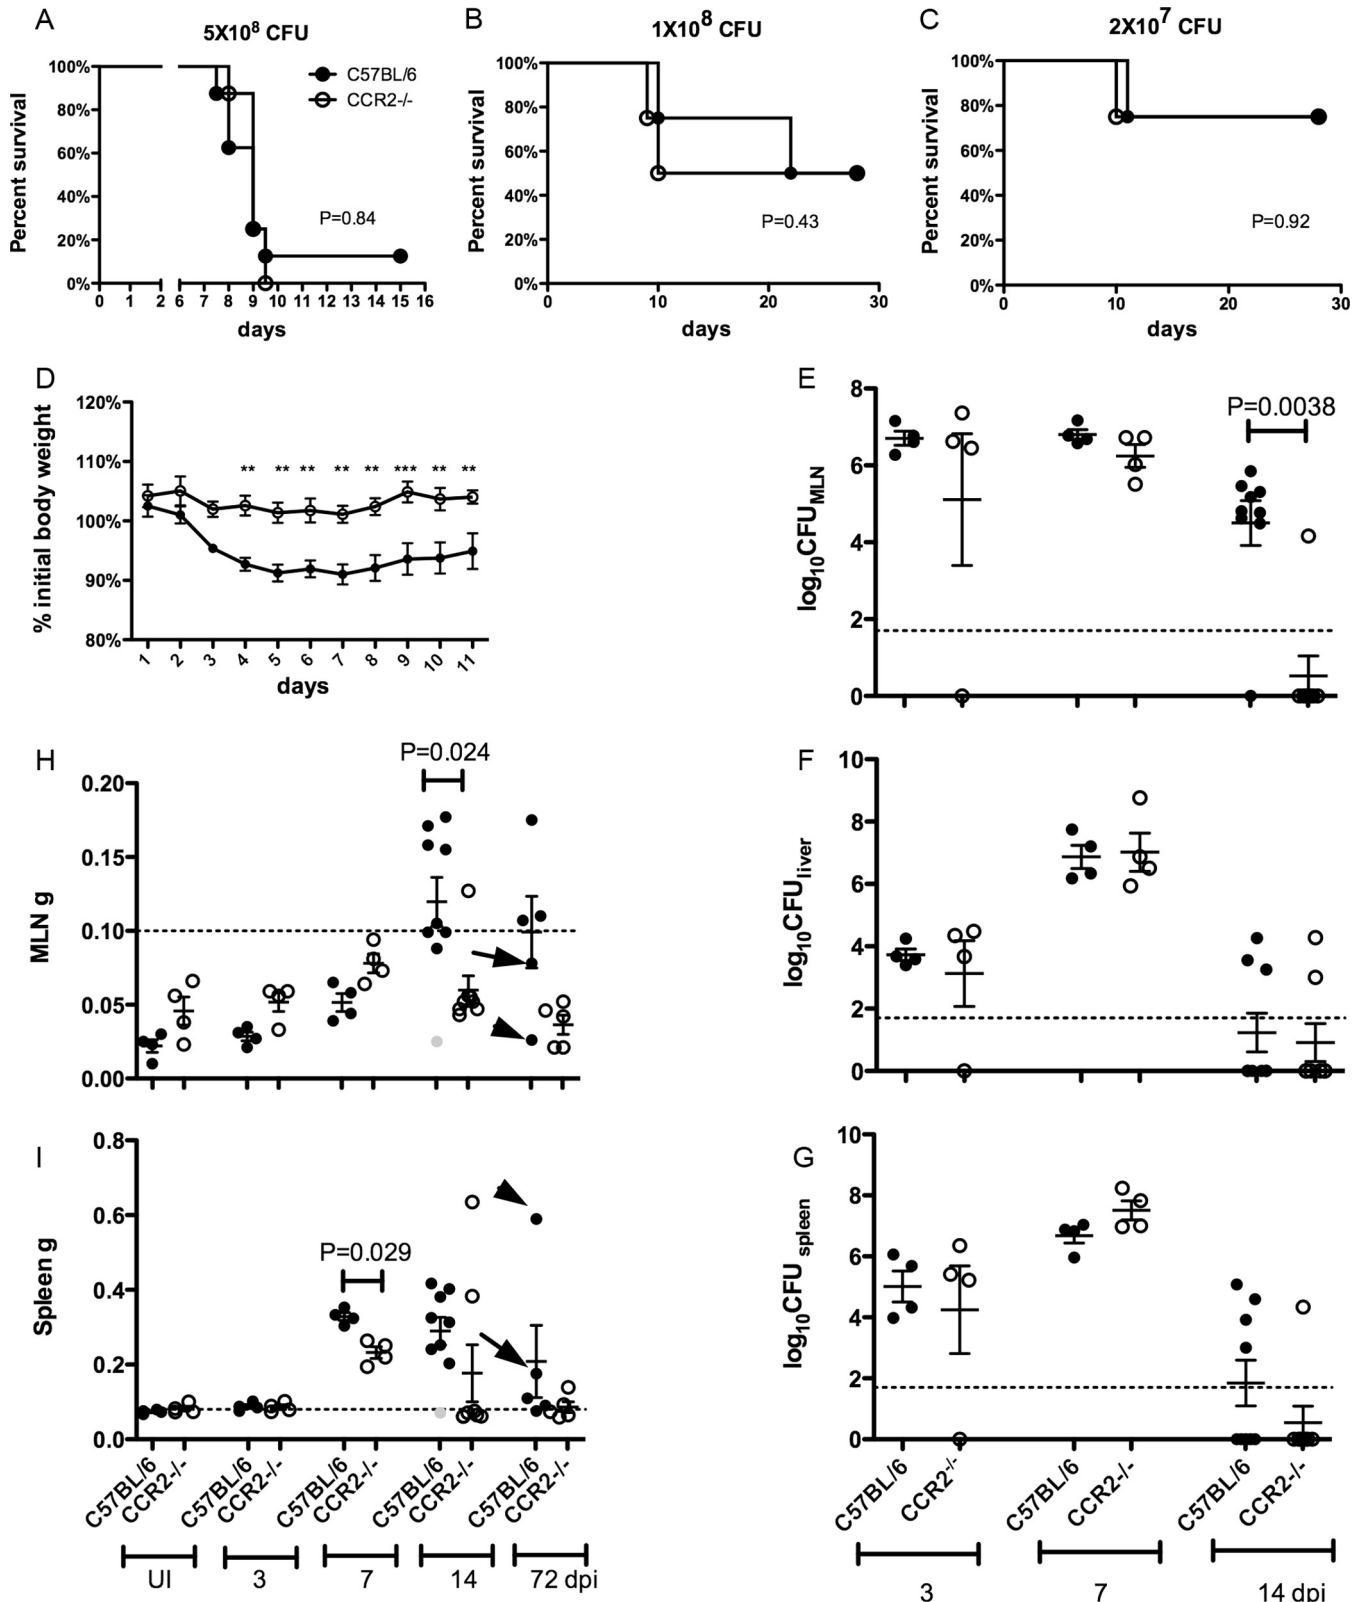 A
5X10⁸ CFU
100%
80%
60%
40%
20%
0%
Percent survival
C57BL/6
CCR2-/-
P=0.84
0 1 2 6 7 8 9 10 11 12 13 14 15 16
days
B
1X10⁸ CFU
100%
80%
60%
40%
20%
0%
Percent survival
P=0.43
0 10 20 30
days
C
2X10⁷ CFU
100%
80%
60%
40%
20%
0%
Percent survival
P=0.92
0 10 20 30
days
D
120%
110%
100%
90%
80%
% initial body weight
** ** ** ** ** *** ** **
1 2 3 4 5 6 7 8 9 10 11
days
E
8
6
4
2
0
log₁₀CFU MLN
P=0.0038
H
P=0.024
0.20
0.15
0.10
0.05
0.00
MLN g
F
10
8
6
4
2
0
log₁₀CFU liver
I
0.8
0.6
0.4
0.2
0.0
Spleen g
P=0.029
C57BL/6 CCR2-/- C57BL/6 CCR2-/- C57BL/6 CCR2-/- C57BL/6 CCR2-/- C57BL/6 CCR2-/-
UI 3 7 14 72 dpi
G
10
8
6
4
2
0
log₁₀CFU spleen
C57BL/6 CCR2⁻/⁻ C57BL/6 CCR2-/- C57BL/6 CCR2-/-
3 7 14 dpi